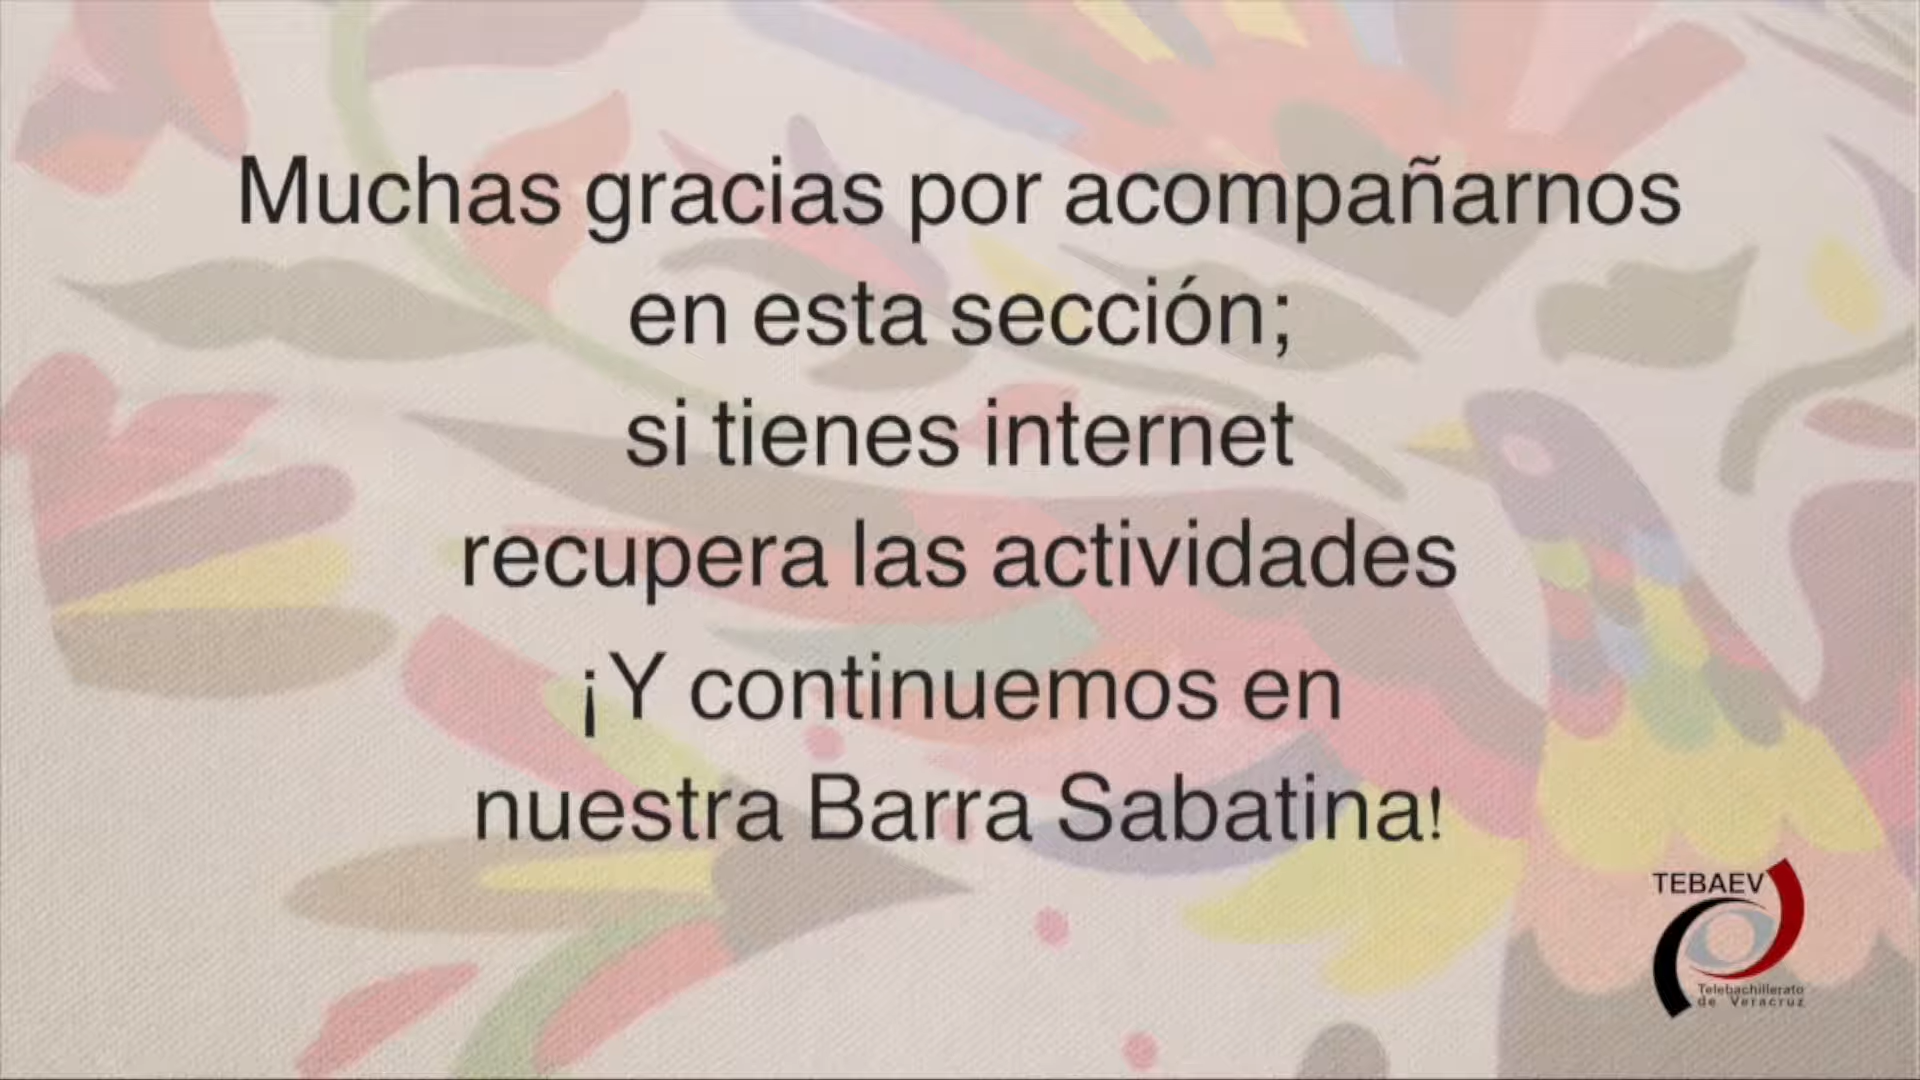 Muchas gracias por acompañarnos
en esta sección;
si tienes internet
recupera las actividades
¡Y continuemos en
nuestra Barra Sabatina!
TEBAEV
Telebachillerato
de Veracruz